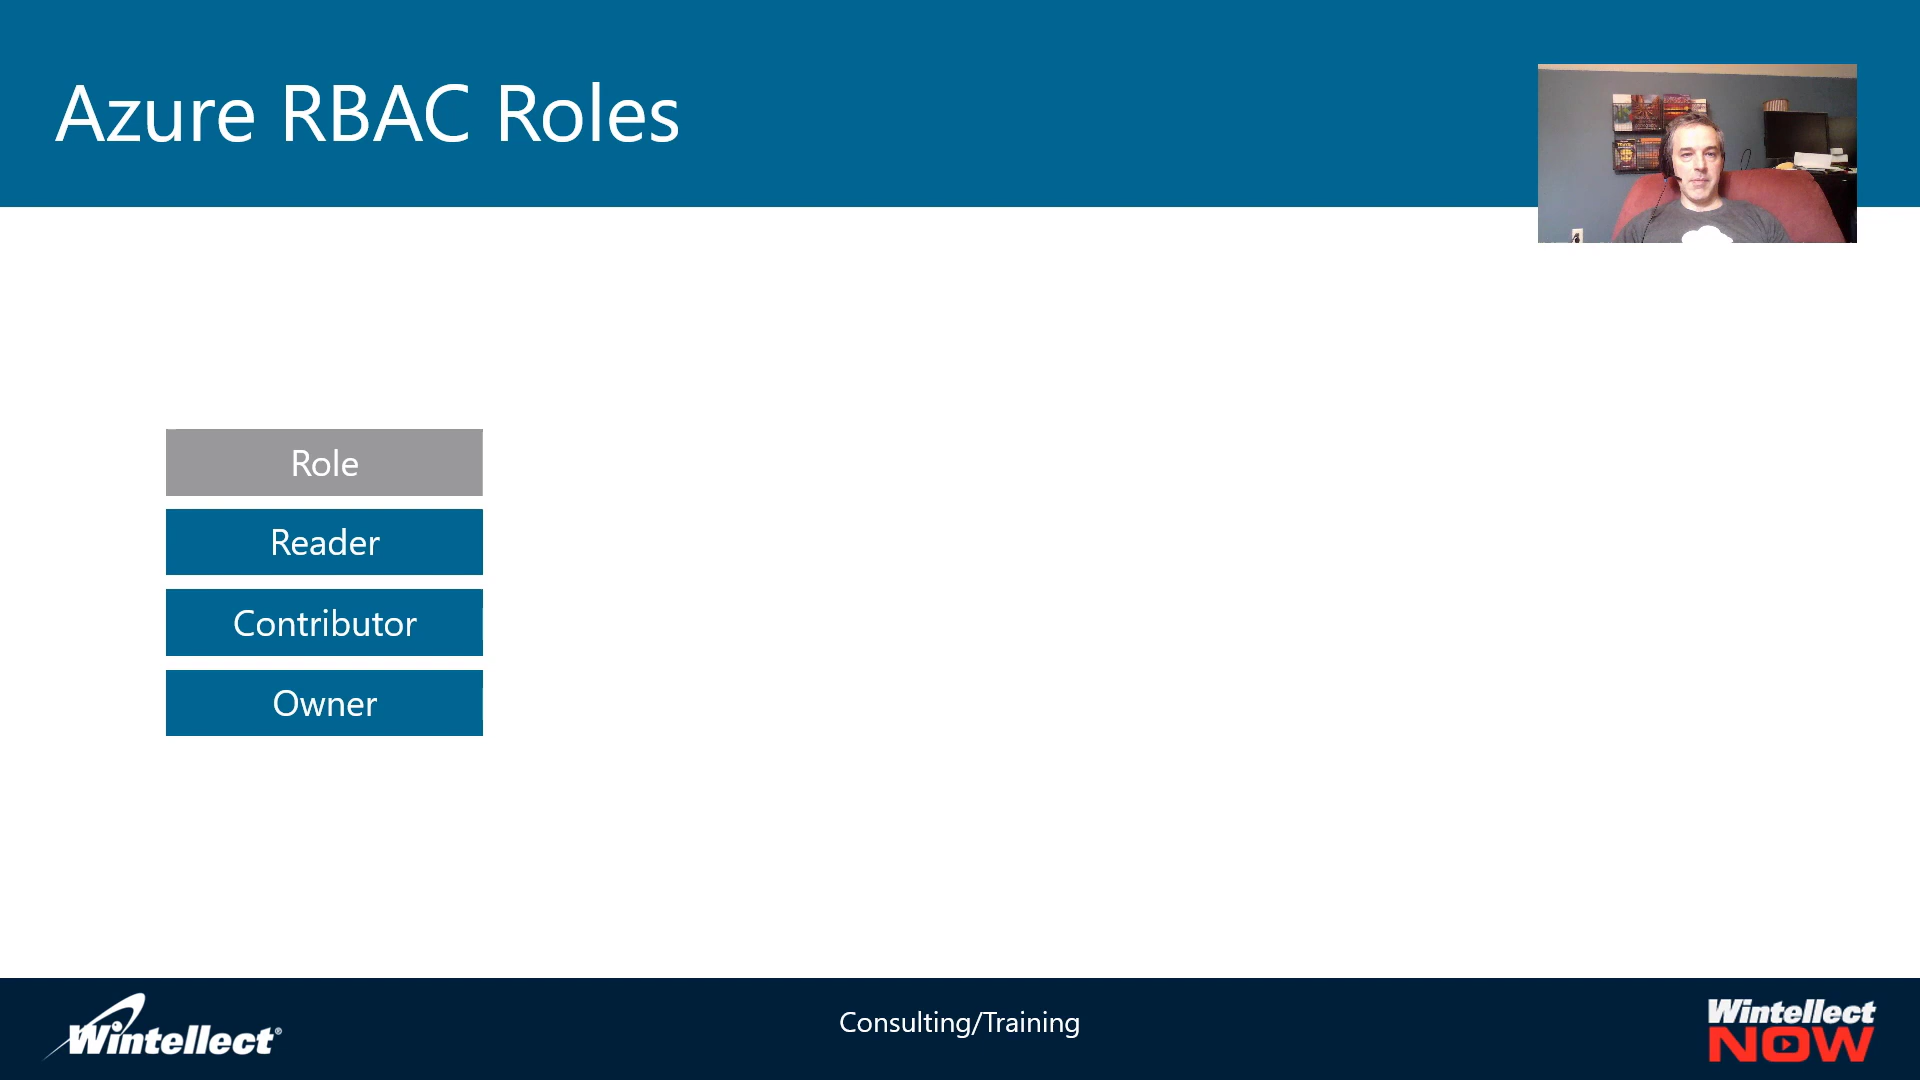 Azure RBAC Roles
Role
Reader
Contributor
Owner
Wintellect®
Consulting/Training
Wintellect
NOW